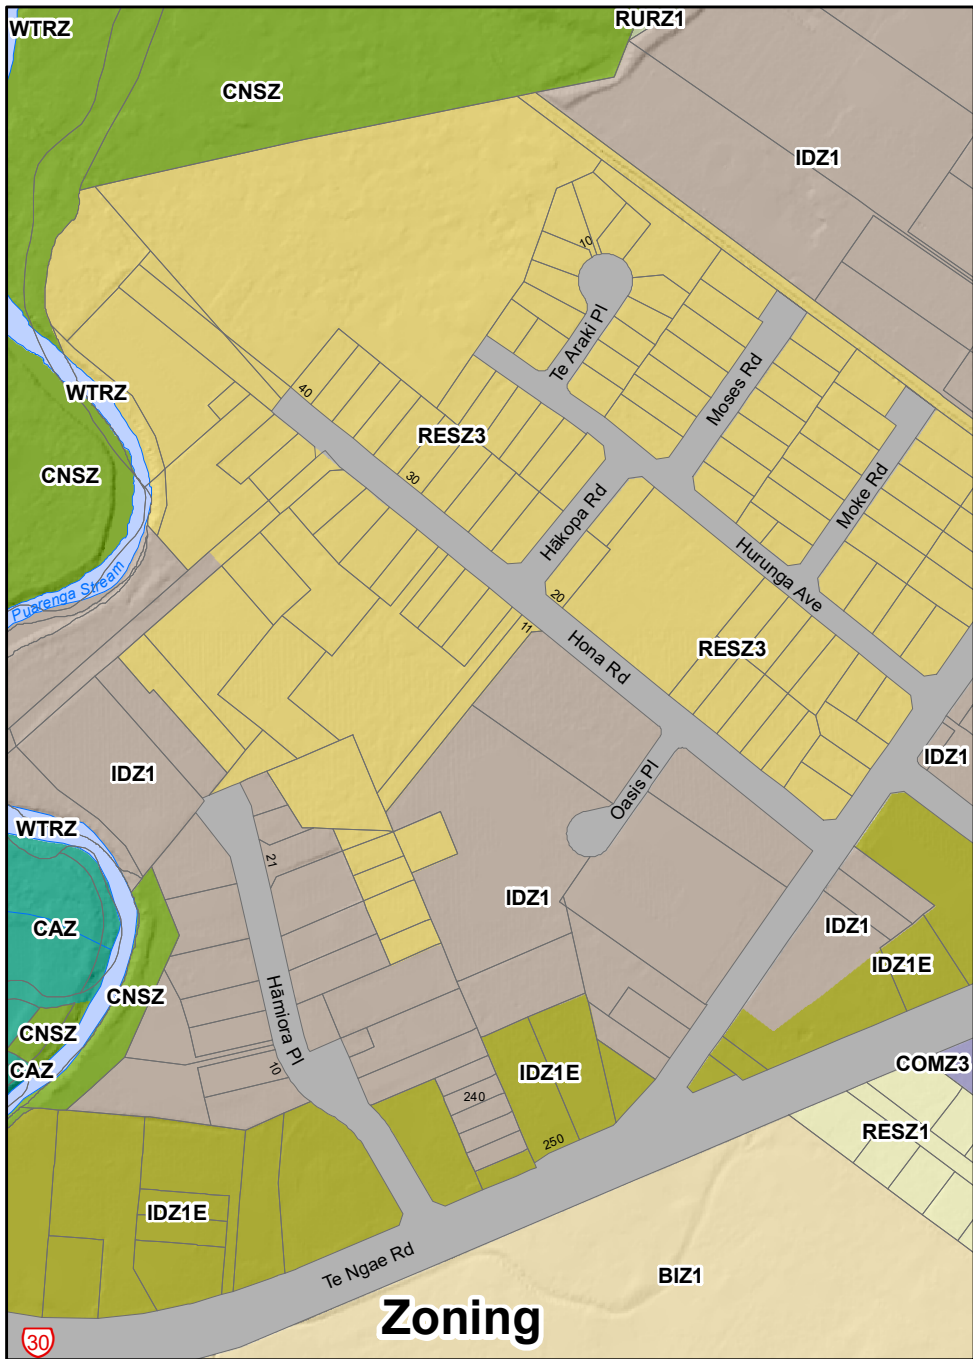 WTRZ
RURZ1
CNSZ
IDZ1
10
Te Araki Pl
Moses Rd
40
WTRZ
RESZ3
CNSZ
30
Moke Rd
Hākopa Rd
Hurunga Ave
Puarenga Stream
20
11
Hona Rd
RESZ3
IDZ1
IDZ1
Oasis Pl
WTRZ
21
IDZ1
IDZ1
CAZ
IDZ1E
CNSZ
Hāmiora Pl
CNSZ
CAZ
10
IDZ1E
COMZ3
240
RESZ1
250
IDZ1E
Te Ngae Rd
BIZ1
Zoning
30